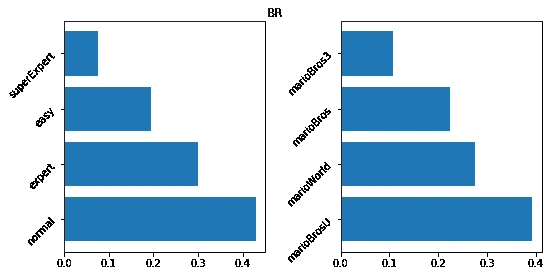 BR
superExpert
easy
expert
normal
0.0 0.1 0.2 0.3 0.4
marioBros3
marioBros
marioWorld
marioBrosU
0.0 0.1 0.2 0.3 0.4